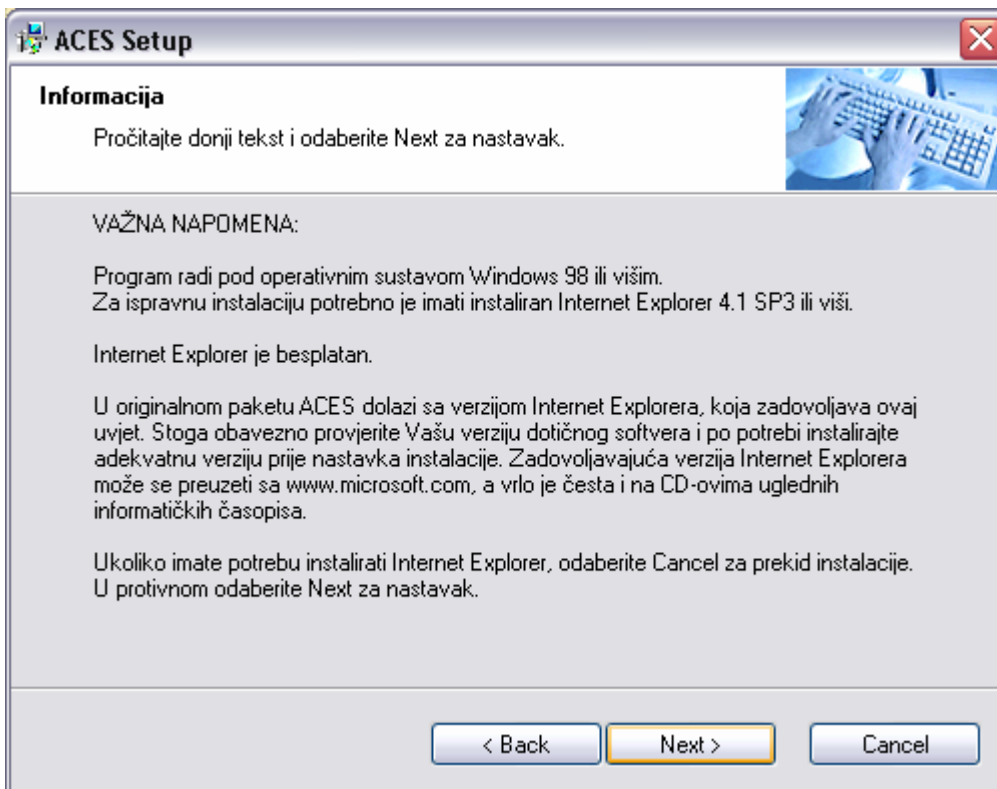 ACES Setup
Informacija
Pročitajte donji tekst i odaberite Next za nastavak.
VAŽNA NAPOMENA:
Program radi pod operativnim sustavom Windows 98 ili višim.
Za ispravnu instalaciju potrebno je imati instaliran Internet Explorer 4.1 SP3 ili viši.
Internet Explorer je besplatan.
U originalnom paketu ACES dolazi sa verzijom Internet Explorera, koja zadovoljava ovaj
uvjet. Stoga obavezno provjerite Vašu verziju dotičnog softvera i po potrebi instalirajte
adekvatnu verziju prije nastavka instalacije. Zadovoljavajuća verzija Internet Explorera
može se preuzeti sa www.microsoft.com, a vrlo je česta i na CD-ovima uglednih
informatičkih časopisa.
Ukoliko imate potrebu instalirati Internet Explorer, odaberite Cancel za prekid instalacije.
U protivnom odaberite Next za nastavak.
< Back Next > Cancel